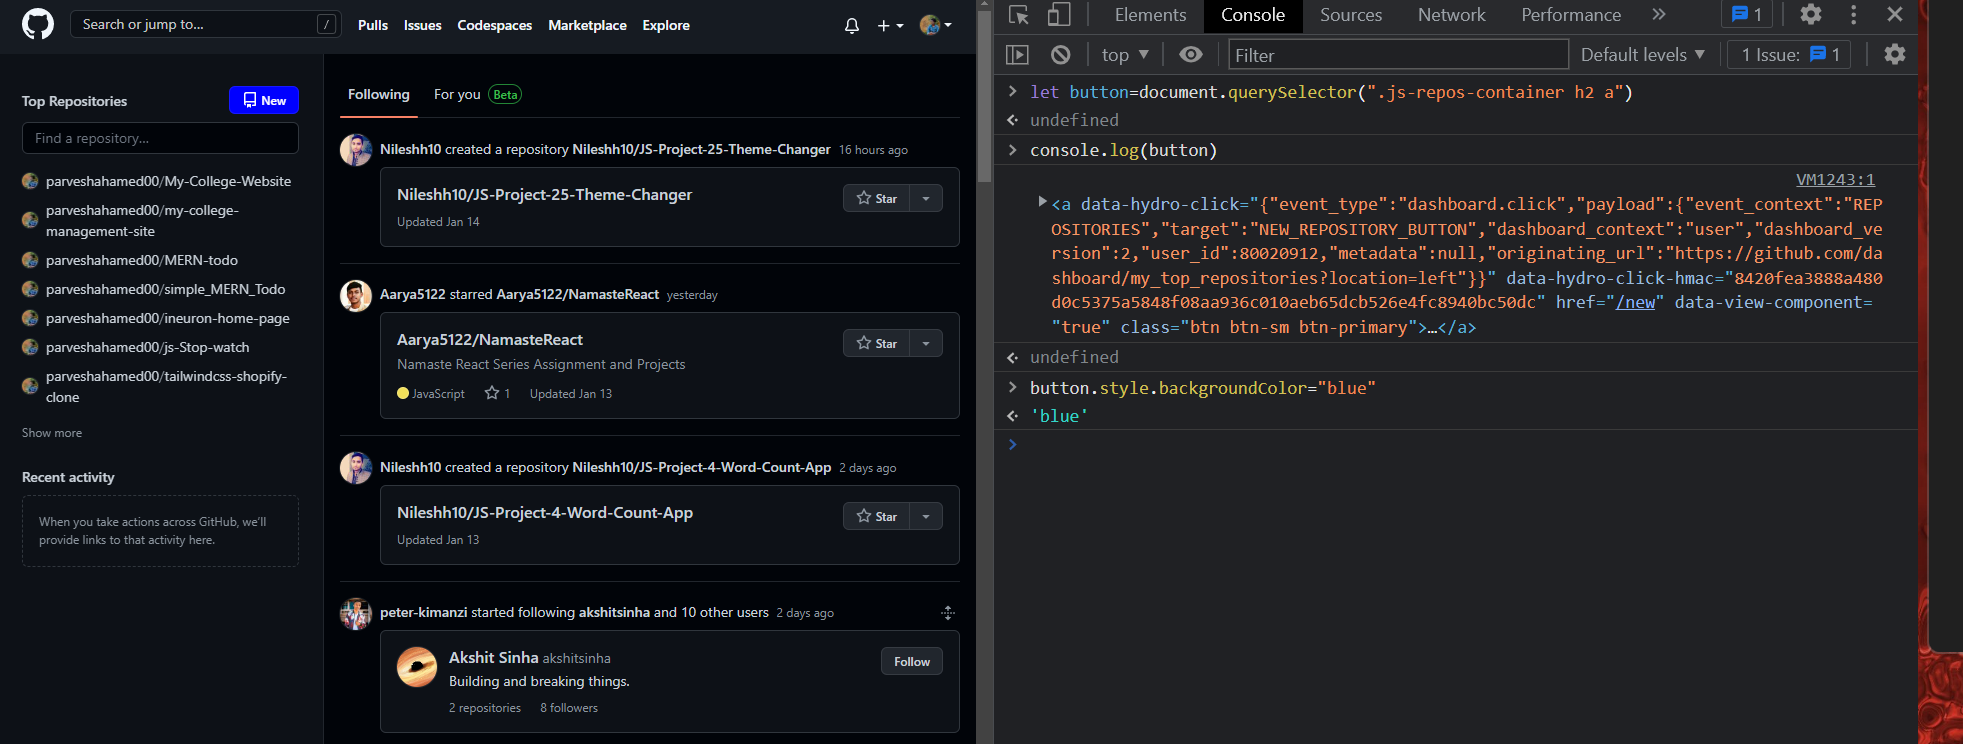 Search or jump to...
/
Pulls
Issues
Codespaces
Marketplace
Explore
Top Repositories
New
Find a repository...
parveshahamed00/My-College-Website
parveshahamed00/my-college-
management-site
parveshahamed00/MERN-todo
parveshahamed00/simple_MERN_Todo
parveshahamed00/ineuron-home-page
parveshahamed00/js-Stop-watch
parveshahamed00/tailwindcss-shopify-
clone
Show more
Recent activity
When you take actions across GitHub, we'll
provide links to that activity here.
Following
For you Beta
Nileshh10 created a repository Nileshh10/JS-Project-25-Theme-Changer 16 hours ago
Nileshh10/JS-Project-25-Theme-Changer
Star
Updated Jan 14
Aarya5122 starred Aarya5122/NamasteReact yesterday
Aarya5122/NamasteReact
Star
Namaste React Series Assignment and Projects
JavaScript 1 Updated Jan 13
Nileshh10 created a repository Nileshh10/JS-Project-4-Word-Count-App 2 days ago
Nileshh10/JS-Project-4-Word-Count-App
Star
Updated Jan 13
peter-kimanzi started following akshitsinha and 10 other users 2 days ago
Akshit Sinha akshitsinha
Follow
Building and breaking things.
2 repositories 8 followers
Elements
Console
Sources
Network
Performance
1
top
Filter
Default levels
1 Issue: 1
let button=document.querySelector(".js-repos-container h2 a")
undefined
console.log(button)
VM1243:1
<a data-hydro-click="{"event_type":"dashboard.click","payload":{"event_context":"REP
OSITORIES","target":"NEW_REPOSITORY_BUTTON","dashboard_context":"user","dashboard_ve
rsion":2,"user_id":80020912,"metadata":null,"originating_url":"https://github.com/da
shboard/my_top_repositories?location=left"}}" data-hydro-click-hmac="8420fea3888a480
d0c5375a5848f08aa936c010aeb65dcb526e4fc8940bc50dc" href="/new" data-view-component=
"true" class="btn btn-sm btn-primary">…</a>
undefined
button.style.backgroundColor="blue"
'blue'